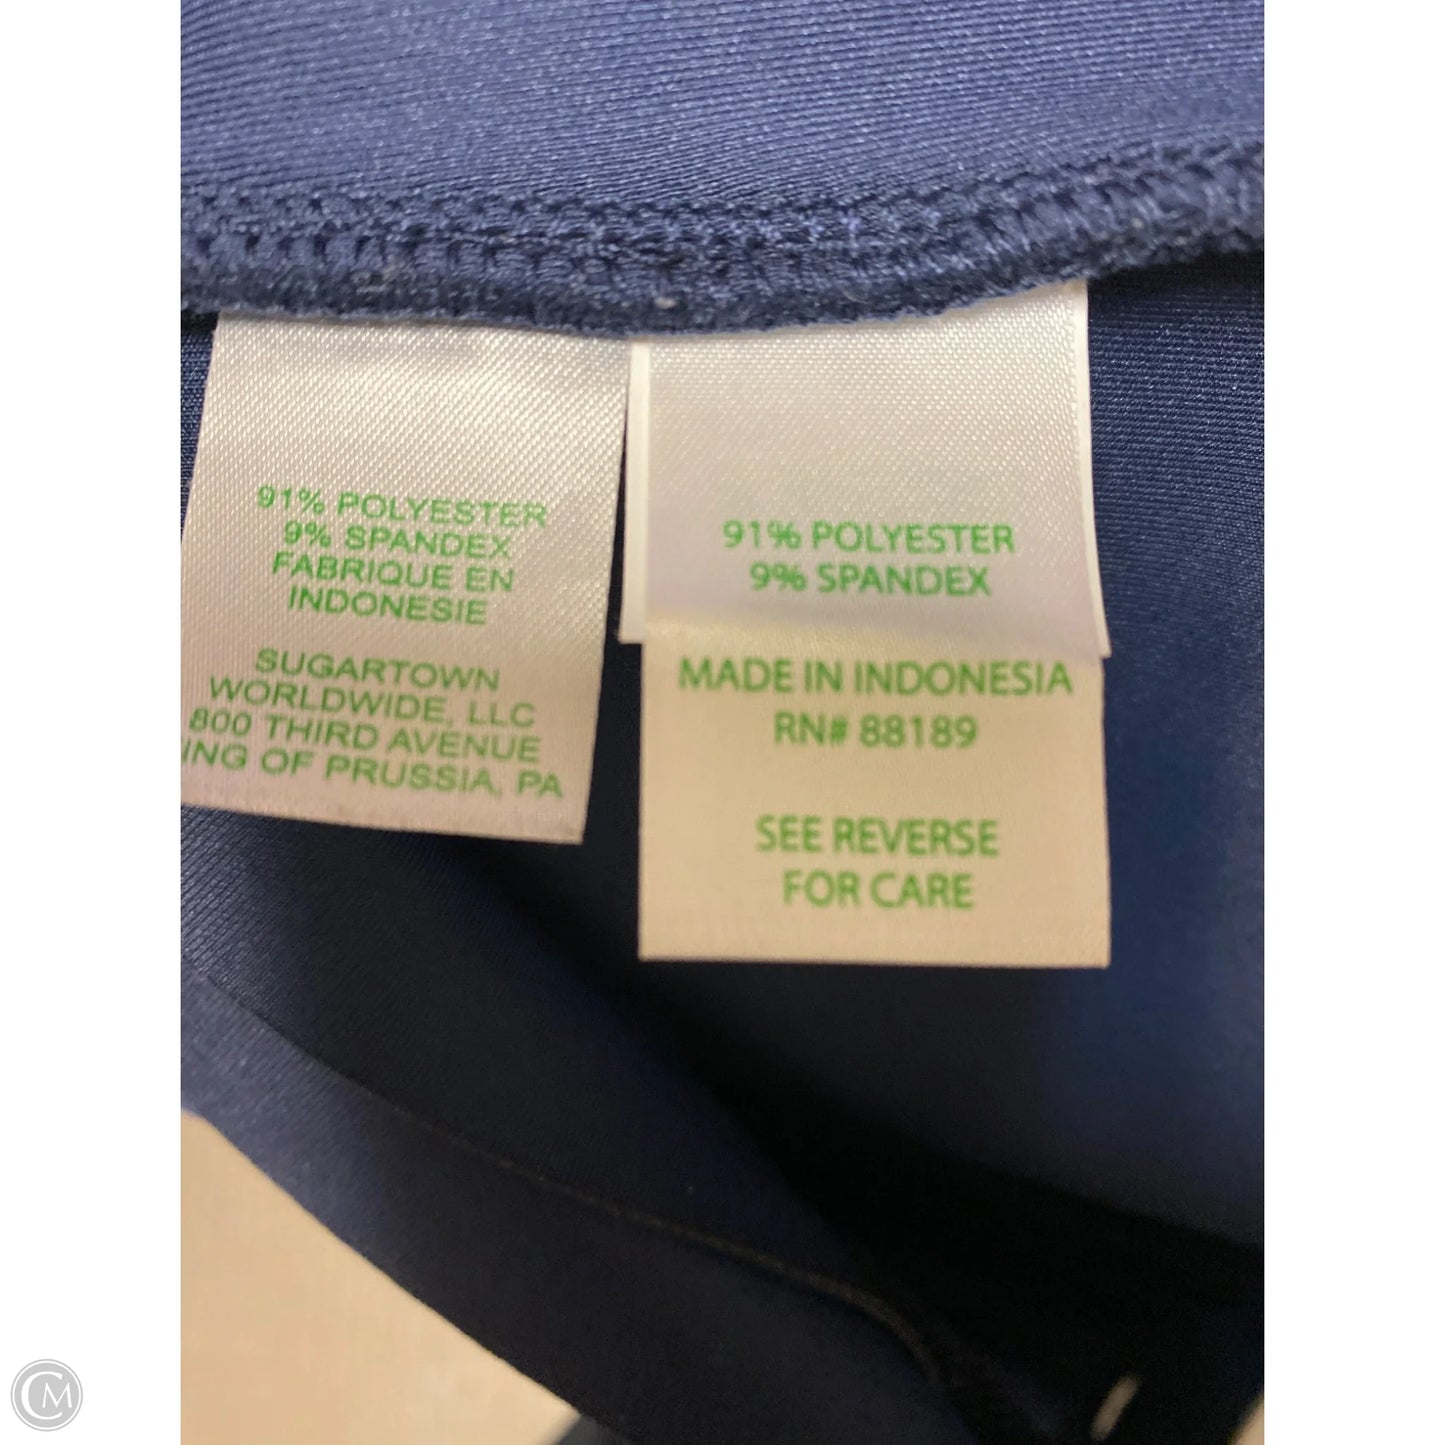 91% POLYESTER
9% SPANDEX
FABRIQUE EN
INDONESIE
SUGARTOWN
WORLDWIDE, LLC
800 THIRD AVENUE
ING OF PRUSSIA, PA
91% POLYESTER
9% SPANDEX
MADE IN INDONESIA
RN# 88189
SEE REVERSE
FOR CARE
CM